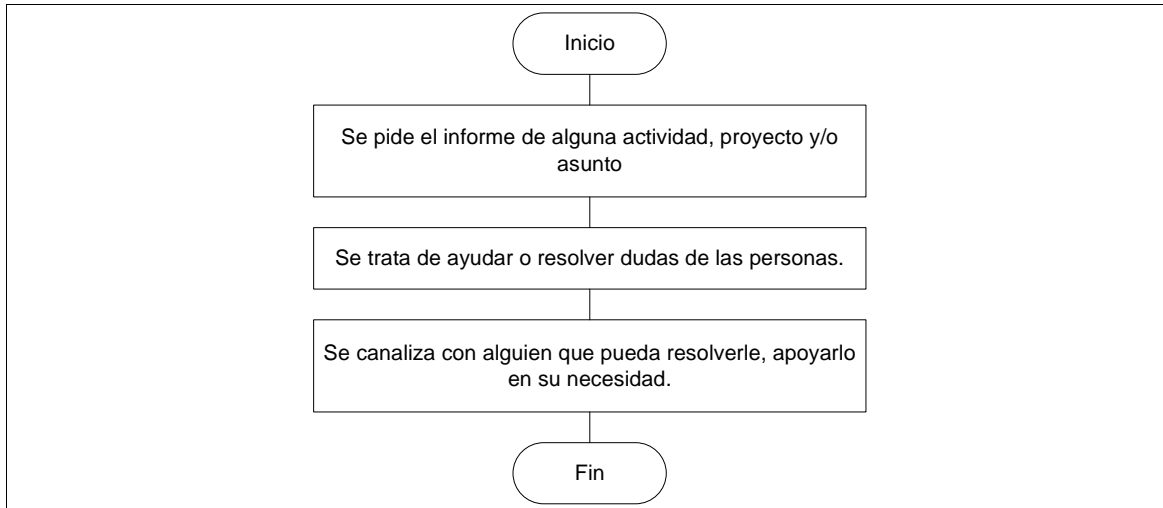 Inicio
Se pide el informe de alguna actividad, proyecto y/o
asunto
Se trata de ayudar o resolver dudas de las personas.
Se canaliza con alguien que pueda resolverle, apoyarlo
en su necesidad.
Fin